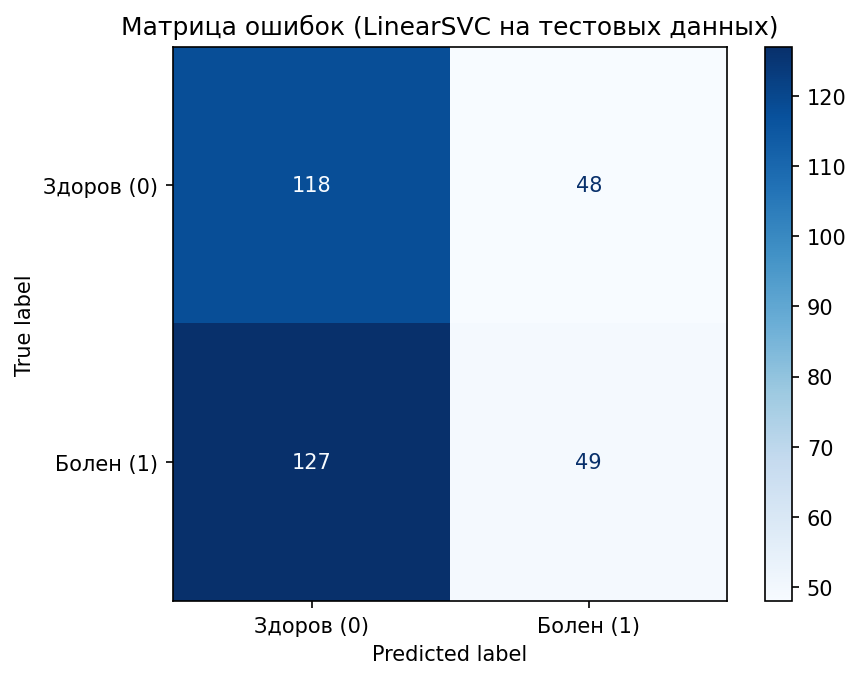 Матрица ошибок (LinearSVC на тестовых данных)
True label
Здоров (0)
Болен (1)
118
48
127
49
Здоров (0)
Болен (1)
Predicted label
120
110
100
90
80
70
60
50